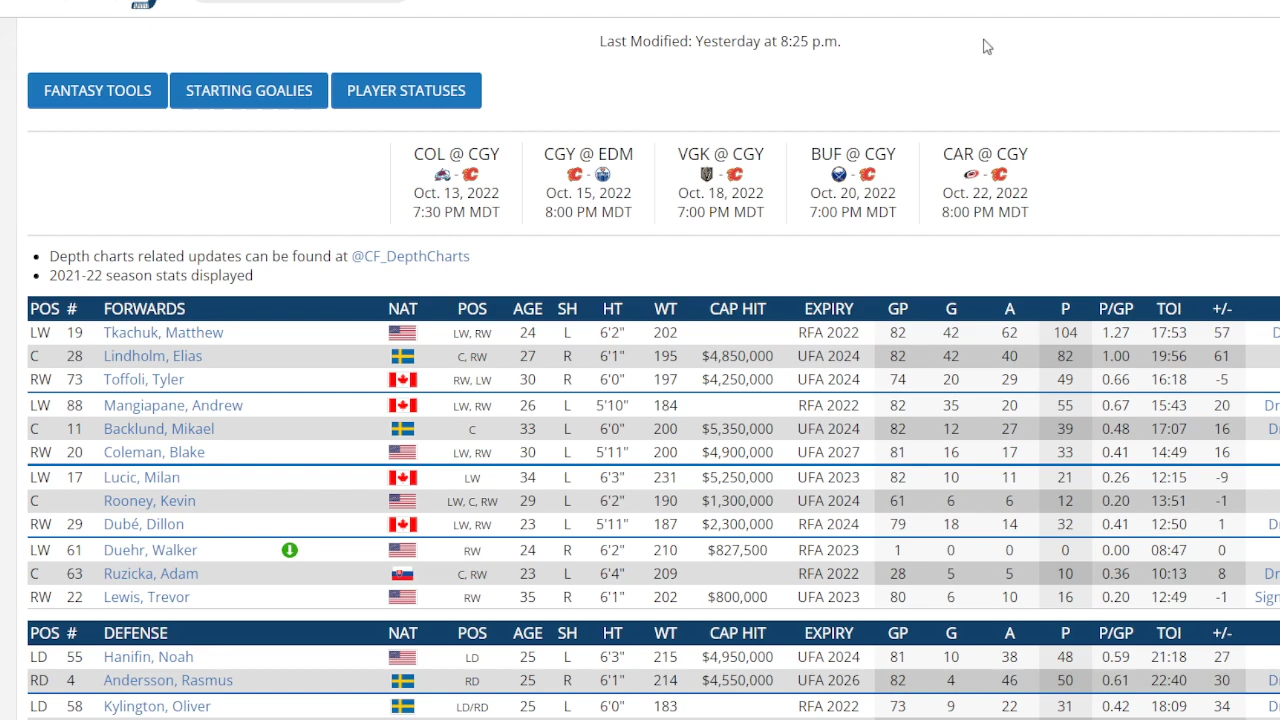 Last Modified: Yesterday at 8:25 p.m.
FANTASY TOOLS STARTING GOALIES PLAYER STATUSES
COL @ CGY CGY @ EDM VGK @ CGY BUF @ CGY CAR @ CGY
- - - - -
Oct. 13, 2022 Oct. 15, 2022 Oct. 18, 2022 Oct. 20, 2022 Oct. 22, 2022
7:30 PM MDT 8:00 PM MDT 7:00 PM MDT 7:00 PM MDT 8:00 PM MDT
• Depth charts related updates can be found at @CF_DepthCharts
• 2021-22 season stats displayed
POS # FORWARDS NAT POS AGE SH HT WT CAP HIT EXPIRY GP G A P P/GP TOI +/-
LW 19 Tkachuk, Matthew LW, RW 24 L 6'2" 202 RFA 2022 82 42 62 104 1.27 17:53 57
C 28 Lindholm, Elias C, RW 27 R 6'1" 195 $4,850,000 UFA 2024 82 42 40 82 1.00 19:56 61
RW 73 Toffoli, Tyler RW, LW 30 R 6'0" 197 $4,250,000 UFA 2024 74 20 29 49 0.66 16:18 -5
LW 88 Mangiapane, Andrew LW, RW 26 L 5'10" 184 RFA 2022 82 35 20 55 0.67 15:43 20 Dr
C 11 Backlund, Mikael C 33 L 6'0" 200 $5,350,000 UFA 2024 82 12 27 39 0.48 17:07 16
RW 20 Coleman, Blake LW, RW 30 L 5'11" 200 $4,900,000 UFA 2027 81 16 17 33 0.41 14:49 16
LW 17 Lucic, Milan LW 34 L 6'3" 231 $5,250,000 UFA 2023 82 10 11 21 0.26 12:15 -9
C Rooney, Kevin LW, C, RW 29 L 6'2" 190 $1,300,000 UFA 2024 61 6 6 12 0.20 13:51 -1
RW 29 Dubé, Dillon LW, RW 23 L 5'11" 187 $2,300,000 RFA 2024 79 18 14 32 0.41 12:50 1
LW 61 Duehr, Walker RW 24 R 6'2" 210 $827,500 RFA 2023 1 0 0 0 0.00 08:47 0
C 63 Ruzicka, Adam C, RW 23 L 6'4" 209 RFA 2022 28 5 5 10 0.36 10:13 8 Dr
RW 22 Lewis, Trevor RW 35 R 6'1" 202 $800,000 UFA 2023 80 6 10 16 0.20 12:49 -1 Sign
POS # DEFENSE NAT POS AGE SH HT WT CAP HIT EXPIRY GP G A P P/GP TOI +/-
LD 55 Hanifin, Noah LD 25 L 6'3" 215 $4,950,000 UFA 2024 81 10 38 48 0.59 21:18 27
RD 4 Andersson, Rasmus RD 25 R 6'1" 214 $4,550,000 UFA 2026 82 4 46 50 0.61 22:40 30
LD 58 Kylington, Oliver LD/RD 25 L 6'0" 183 RFA 2022 73 9 22 31 0.42 18:09 34